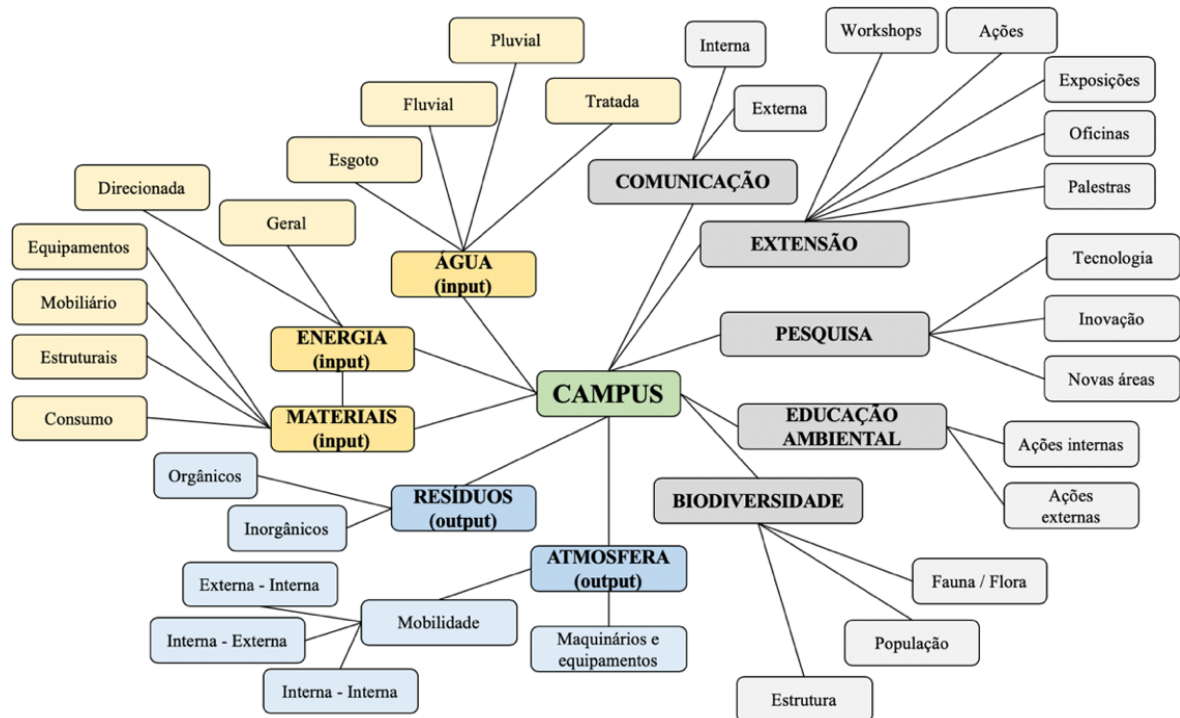 Pluvial
Interna
Workshops
Ações
Exposições
Fluvial
Tratada
Externa
Oficinas
Esgoto
COMUNICAÇÃO
Palestras
Direcionada
Geral
EXTENSÃO
Equipamentos
ÁGUA
(input)
Tecnologia
Mobiliário
ENERGIA
(input)
PESQUISA
Inovação
Estruturais
CAMPUS
Novas áreas
Consumo
MATERIAIS
(input)
EDUCAÇÃO
AMBIENTAL
Ações internas
Orgânicos
RESÍDUOS
(output)
BIODIVERSIDADE
Ações
externas
Inorgânicos
ATMOSFERA
(output)
Externa - Interna
Fauna / Flora
Mobilidade
Interna - Externa
Maquinários e
equipamentos
População
Interna - Interna
Estrutura